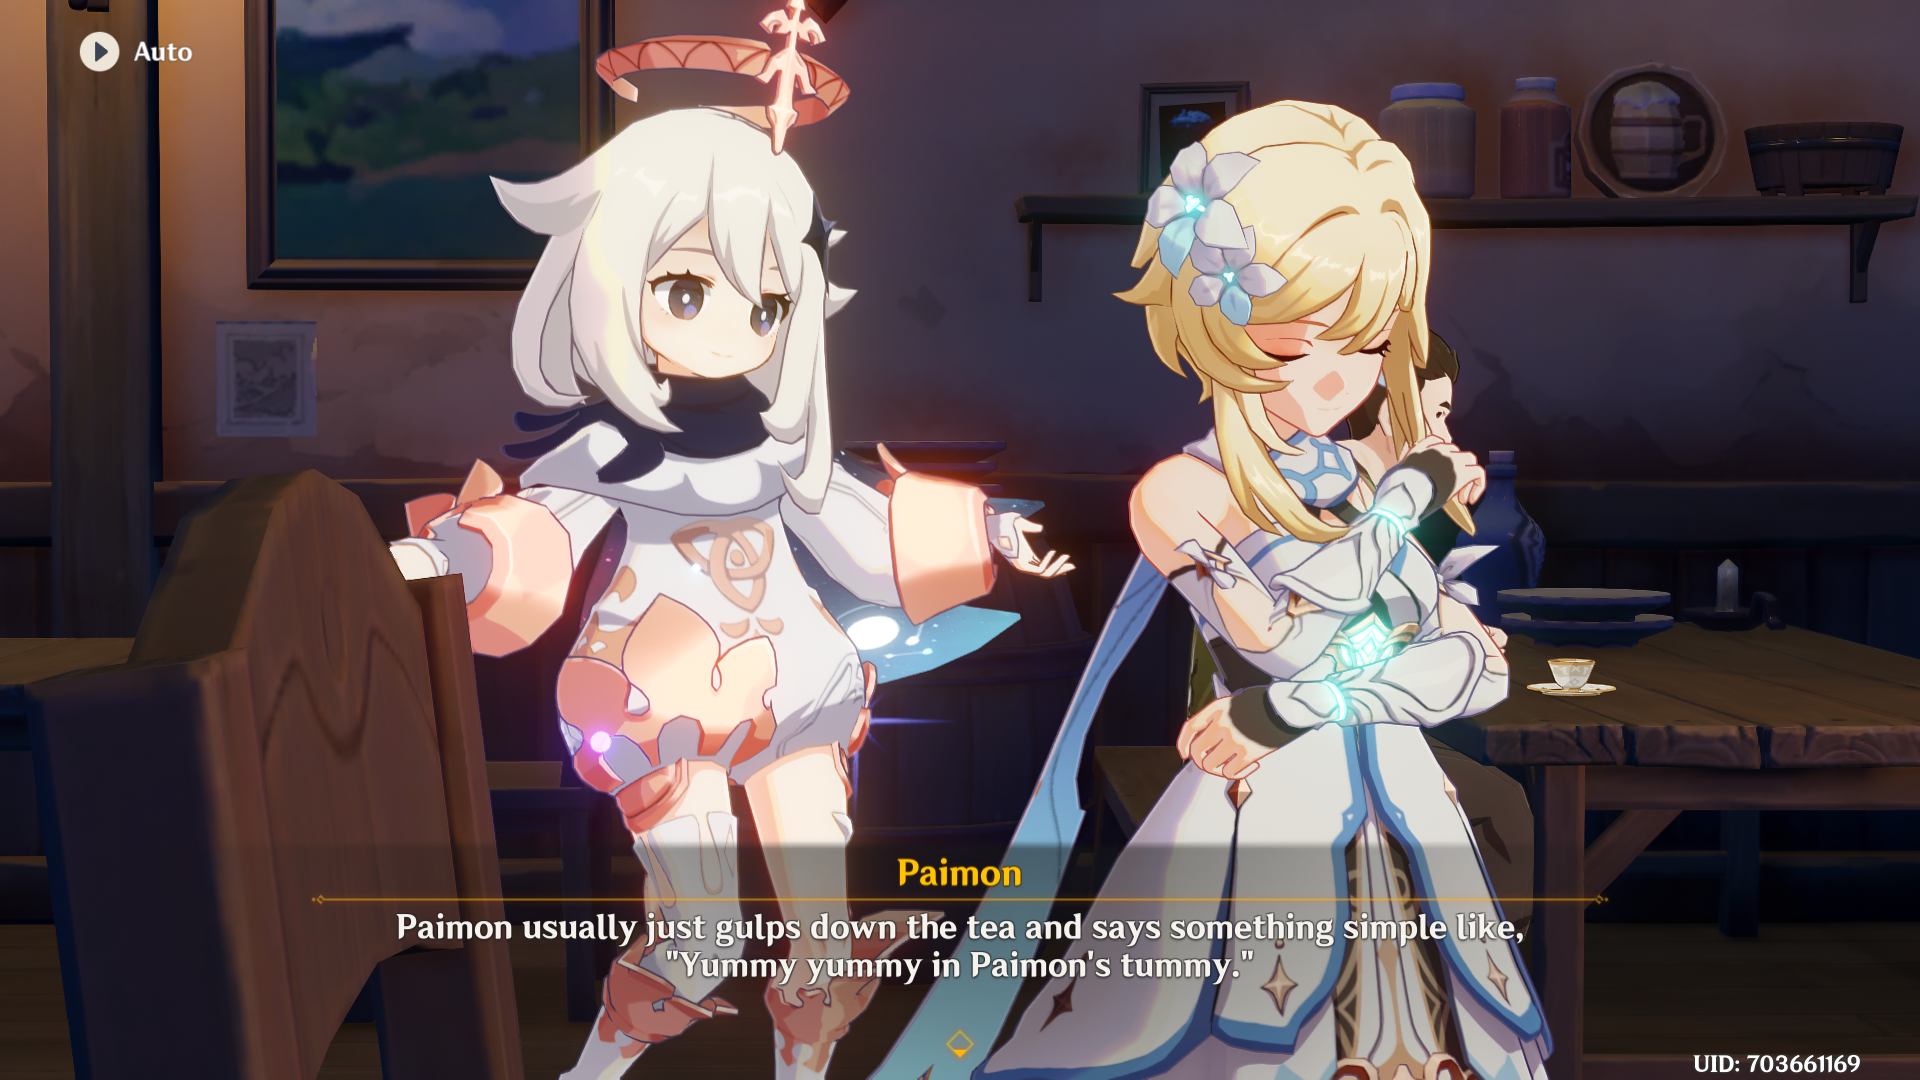 Auto
Paimon
Paimon usually just gulps down the tea and says something simple like,
"Yummy yummy in Paimon's tummy."
UID: 703661169